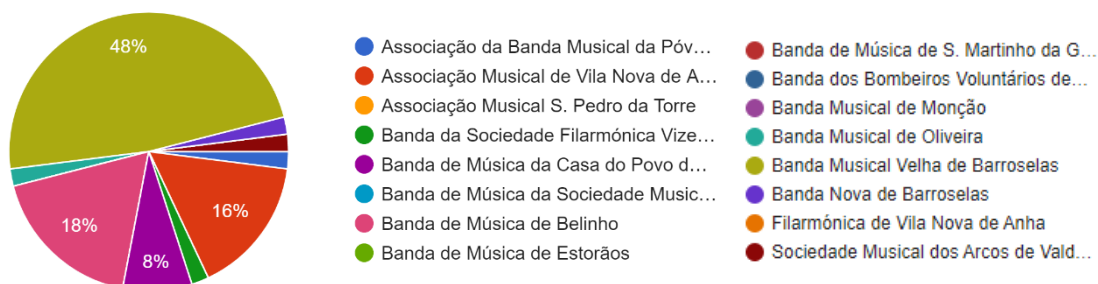 48%
16%
8%
18%
Associação da Banda Musical da Póv...
Associação Musical de Vila Nova de A...
Associação Musical S. Pedro da Torre
Banda da Sociedade Filarmónica Vize...
Banda de Música da Casa do Povo d...
Banda de Música da Sociedade Music...
Banda de Música de Belinho
Banda de Música de Estorãos
Banda de Música de S. Martinho da G...
Banda dos Bombeiros Voluntários de...
Banda Musical de Monção
Banda Musical de Oliveira
Banda Musical Velha de Barroselas
Banda Nova de Barroselas
Filarmónica de Vila Nova de Anha
Sociedade Musical dos Arcos de Vald...